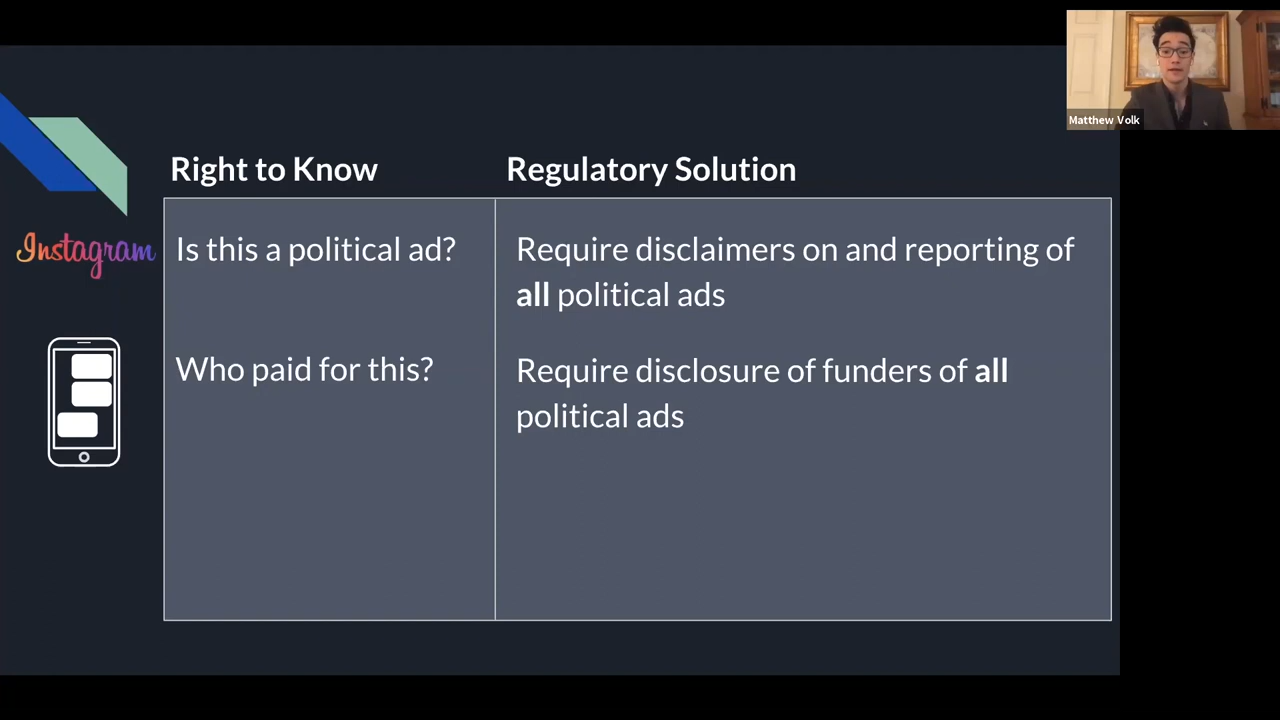 Matthew Volk
Right to Know
Regulatory Solution
Instagram
Is this a political ad?
Require disclaimers on and reporting of
all political ads
Who paid for this?
Require disclosure of funders of all
political ads